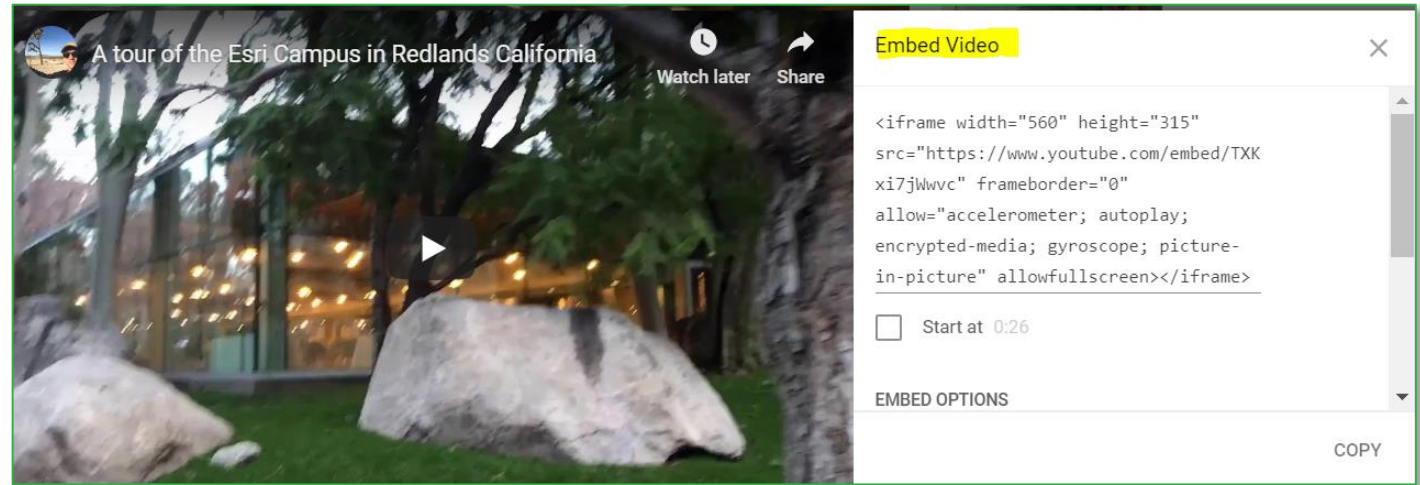 A tour of the Esri Campus in Redlands California
Watch later
Share
Embed Video
<iframe width="560" height="315"
src="https://www.youtube.com/embed/TXK
xi7jWwvc" frameborder="0"
allow="accelerometer; autoplay;
encrypted-media; gyroscope; picture-
in-picture" allowfullscreen></iframe>
Start at 0:26
EMBED OPTIONS
COPY